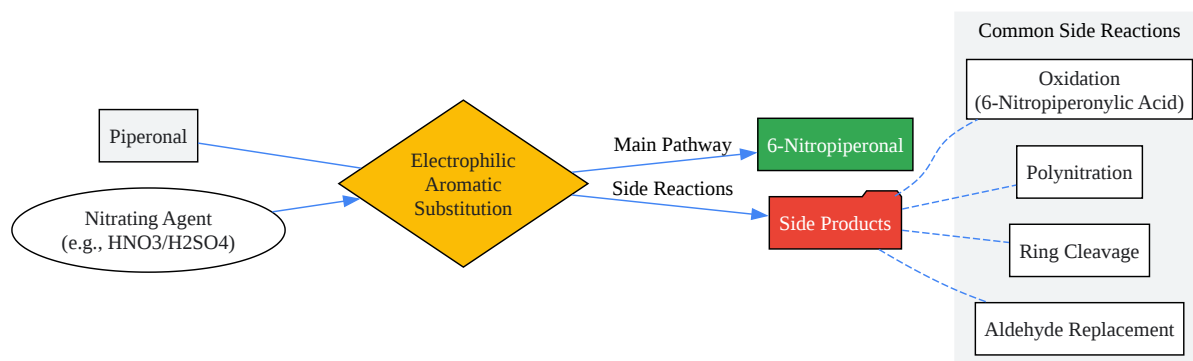 Common Side Reactions
Oxidation
(6-Nitropiperonylic Acid)
Piperonal
Electrophilic
Aromatic
Substitution
Main Pathway
6-Nitropiperonal
Polynitration
Nitrating Agent
(e.g., HNO3/H2SO4)
Side Reactions
Side Products
Ring Cleavage
Aldehyde Replacement